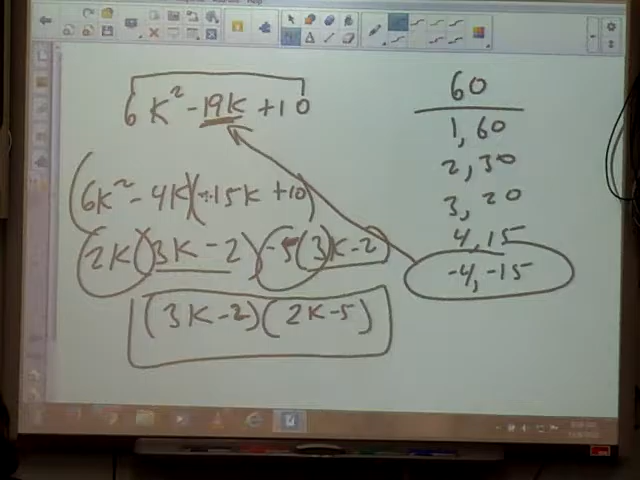 6k² - 19k + 10
(6k² - 4k)(-15k + 10)
2k(3k - 2) -5(3k - 2)
(3k - 2)(2k - 5)
60
1, 60
2, 30
3, 20
4, 15
-4, -15